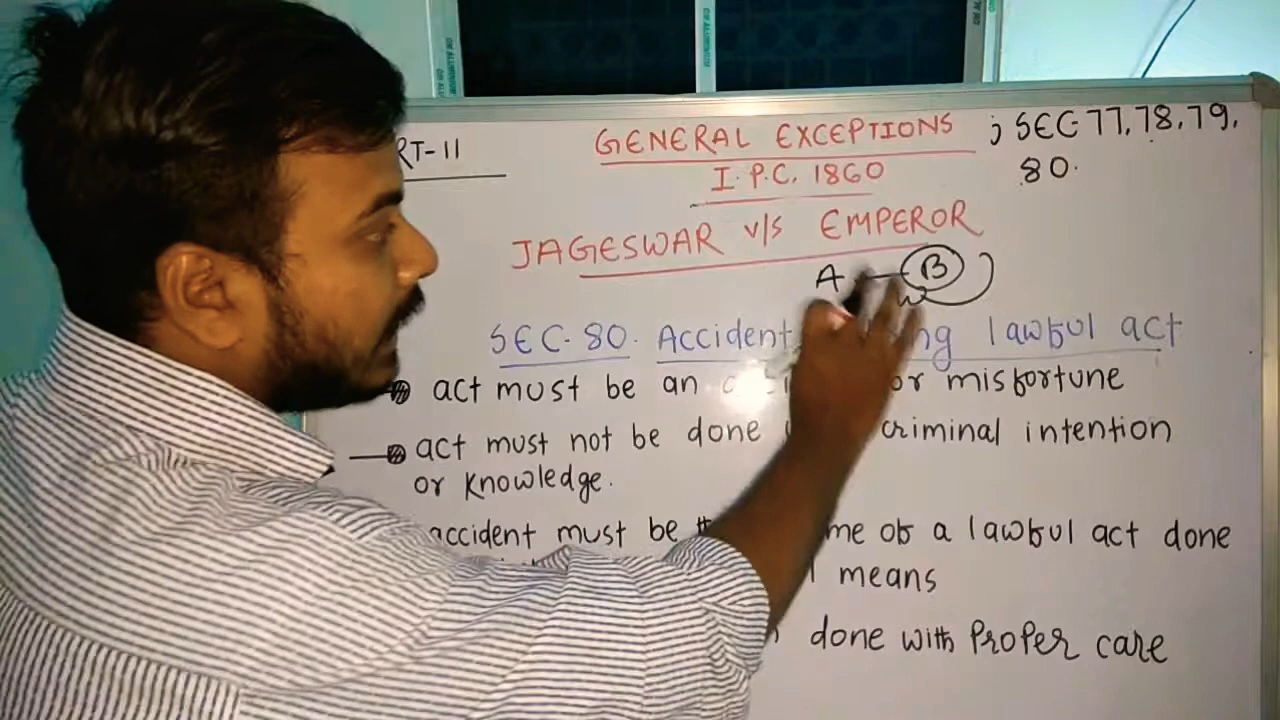 RT-11
GENERAL EXCEPTIONS ; SEC 77, 78, 79,
I.P.C. 1860 80.
JAGESWAR v/s EMPEROR
A B
SEC. 80. Accident lawful act
act must be an or misfortune
act must not be done criminal intention
or knowledge.
accident must be me of a lawful act done
means
done with Proper care